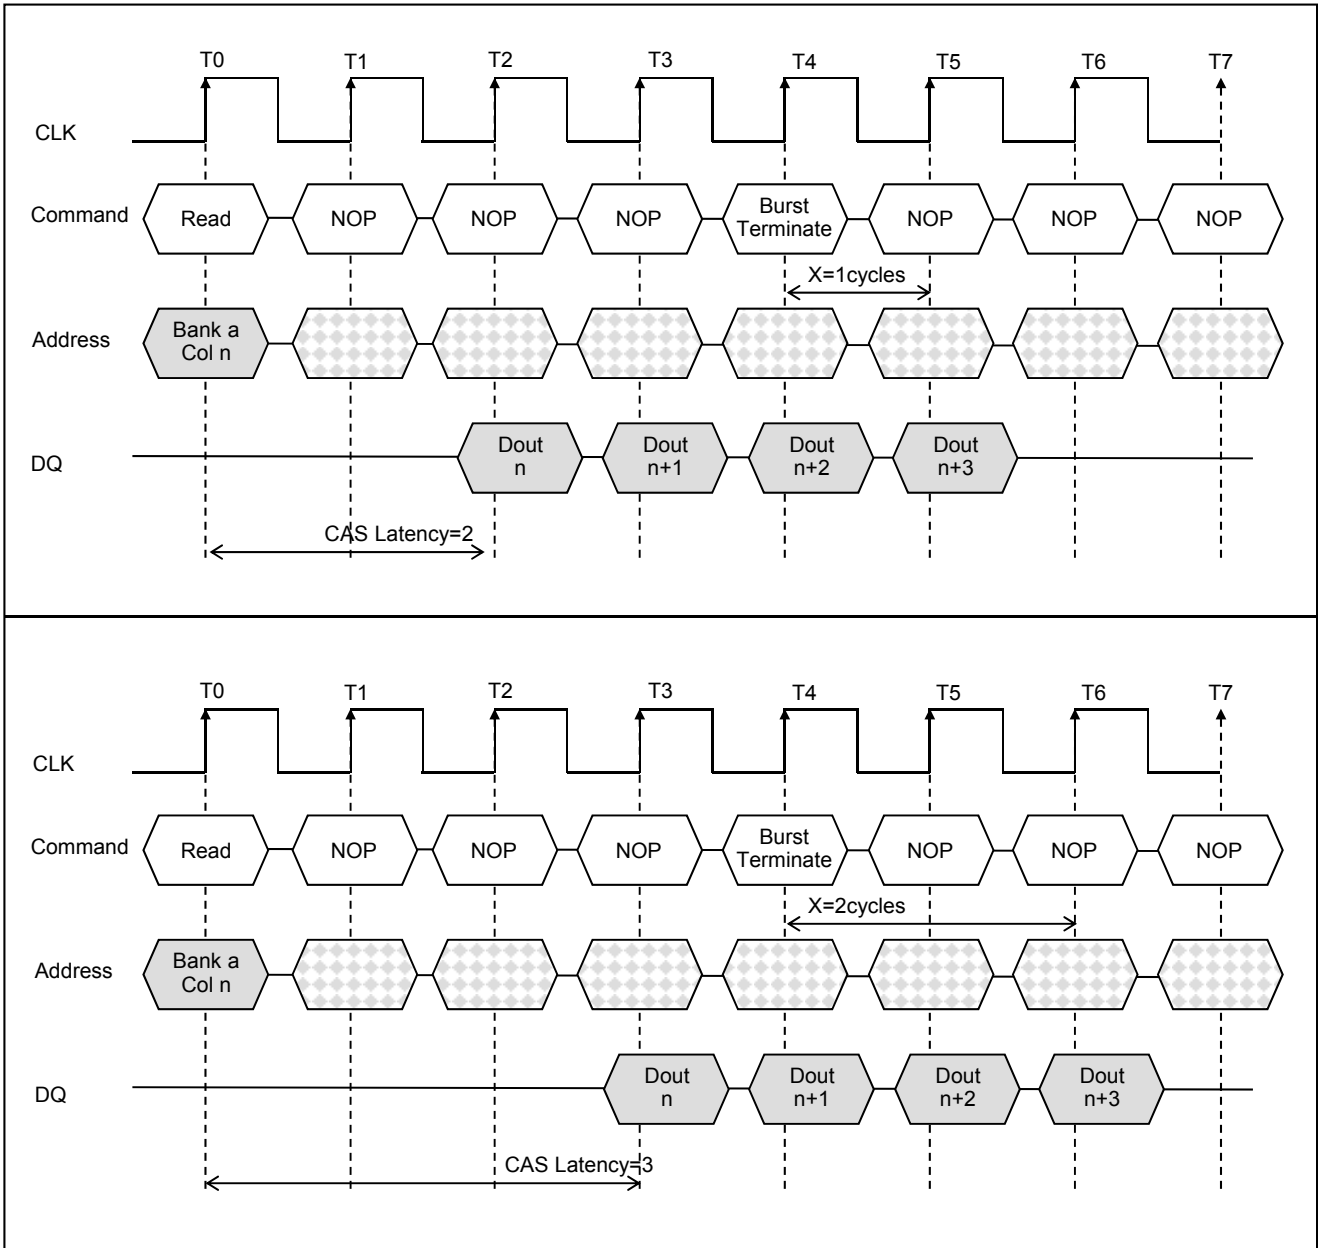 T0 T1 T2 T3 T4 T5 T6 T7
CLK
Command Read NOP NOP NOP Burst Terminate NOP NOP NOP
X=1cycles
Address Bank a Col n
DQ Dout n Dout n+1 Dout n+2 Dout n+3
CAS Latency=2
T0 T1 T2 T3 T4 T5 T6 T7
CLK
Command Read NOP NOP NOP Burst Terminate NOP NOP NOP
X=2cycles
Address Bank a Col n
DQ Dout n Dout n+1 Dout n+2 Dout n+3
CAS Latency=3